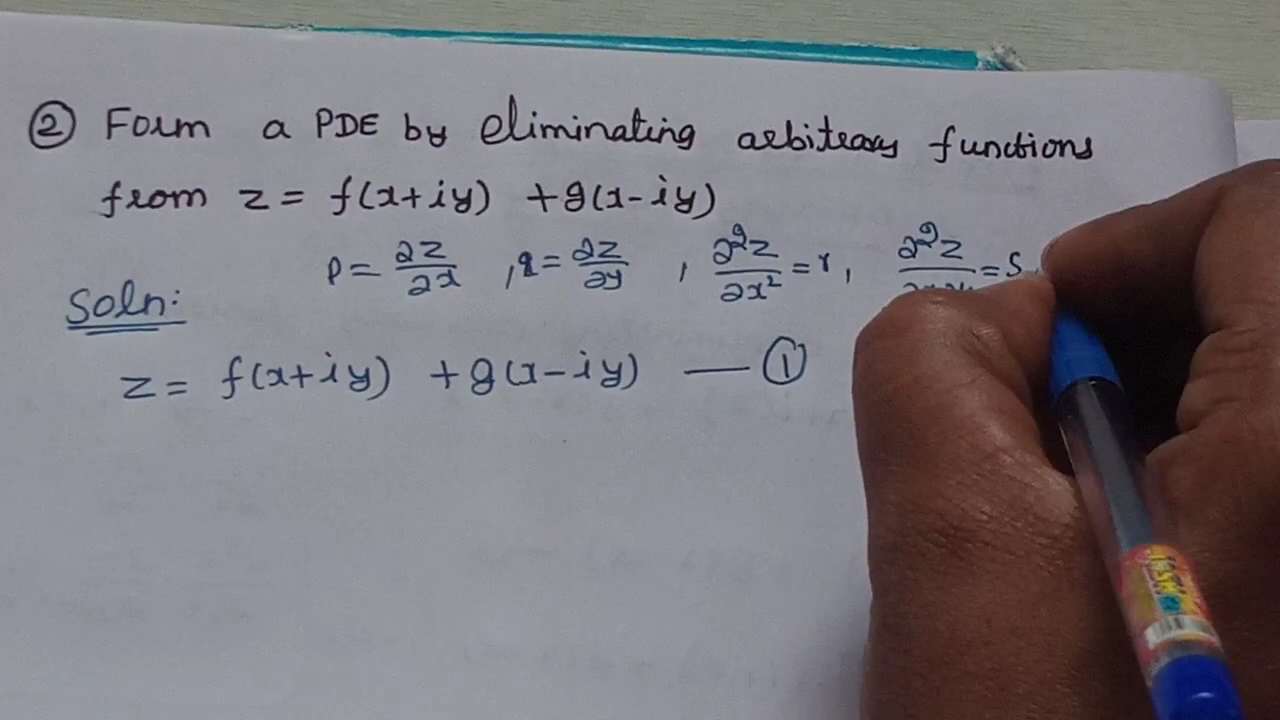 ② Form a PDE by eliminating arbitrary functions
from z = f(x+iy) + g(x-iy)
p = ∂z/∂x , q = ∂z/∂y , ∂²z/∂x² = r, ∂²z/∂x∂y = s
Soln:
z = f(x+iy) + g(x-iy) — ①